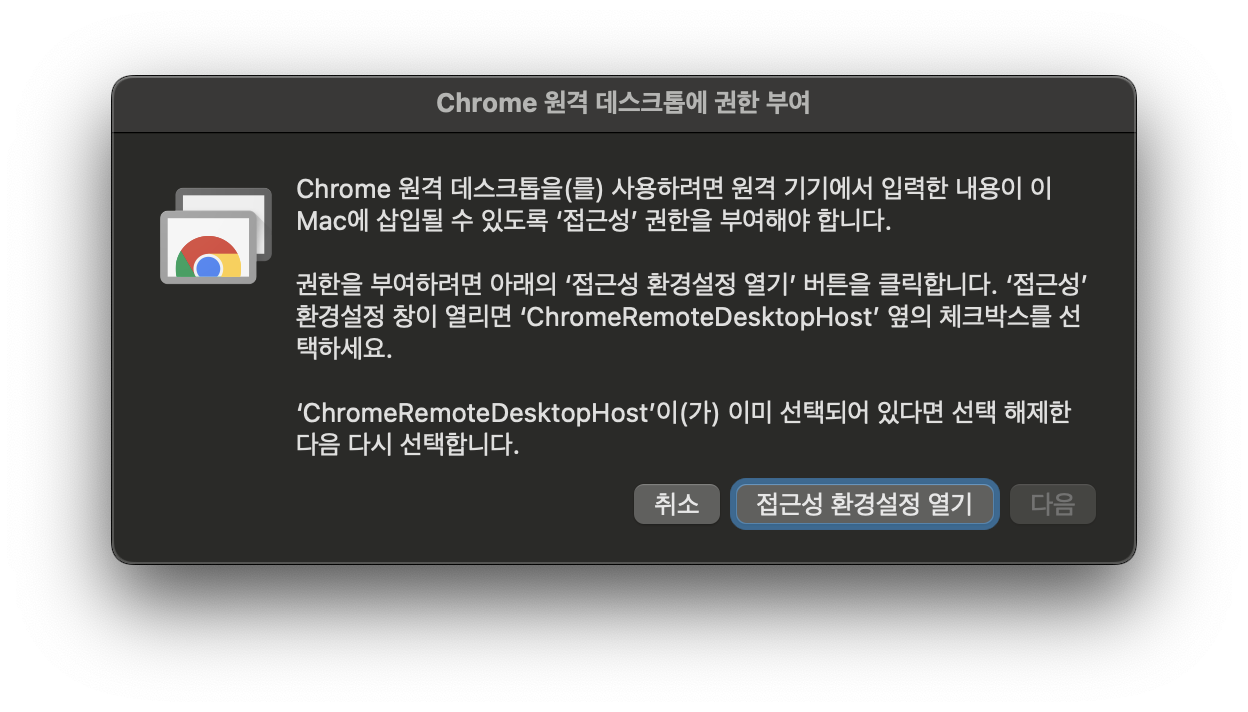 Chrome 원격 데스크톱에 권한 부여
Chrome 원격 데스크톱을(를) 사용하려면 원격 기기에서 입력한 내용이 이
Mac에 삽입될 수 있도록 ‘접근성’ 권한을 부여해야 합니다.
권한을 부여하려면 아래의 ‘접근성 환경설정 열기’ 버튼을 클릭합니다. ‘접근성’
환경설정 창이 열리면 ‘ChromeRemoteDesktopHost’ 옆의 체크박스를 선
택하세요.
‘ChromeRemoteDesktopHost’이(가) 이미 선택되어 있다면 선택 해제한
다음 다시 선택합니다.
취소 접근성 환경설정 열기 다음